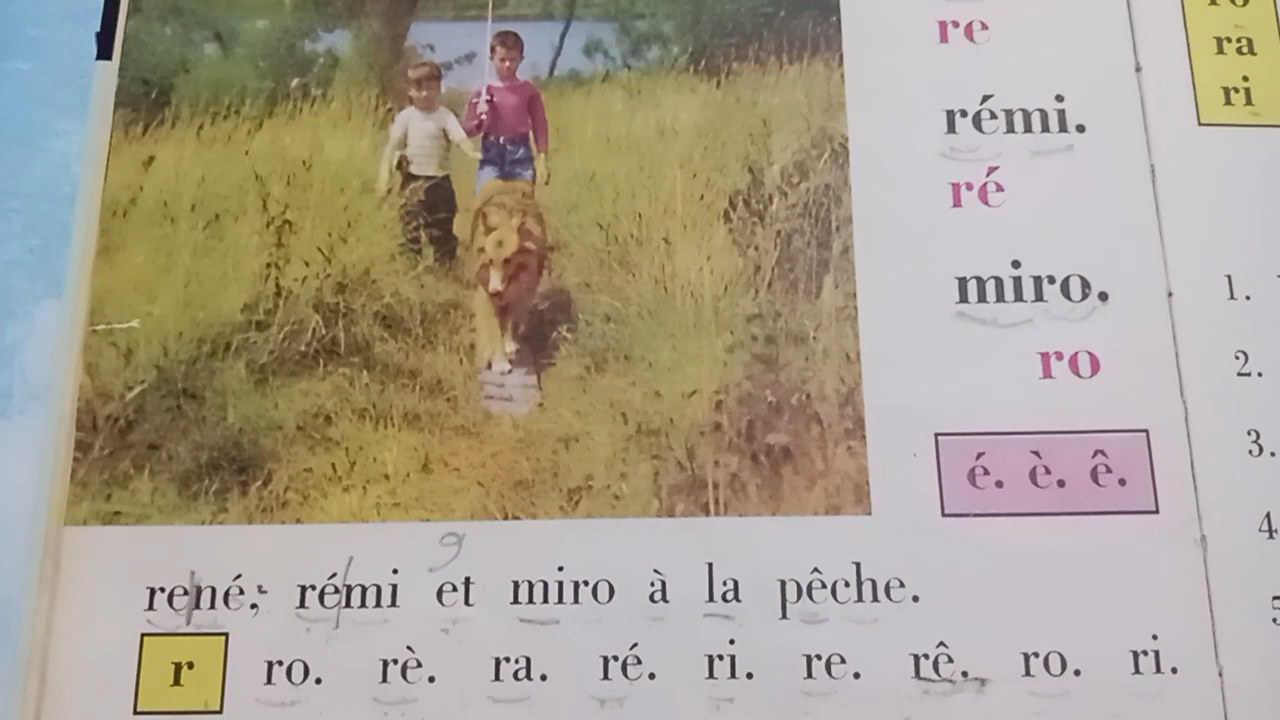 re
rémi.
ré
miro.
ro
é. è. ê.
rené, rémi et miro à la pêche.
r ro. rè. ra. ré. ri. re. rê. ro. ri.
ra
ri
1.
2.
3.
4